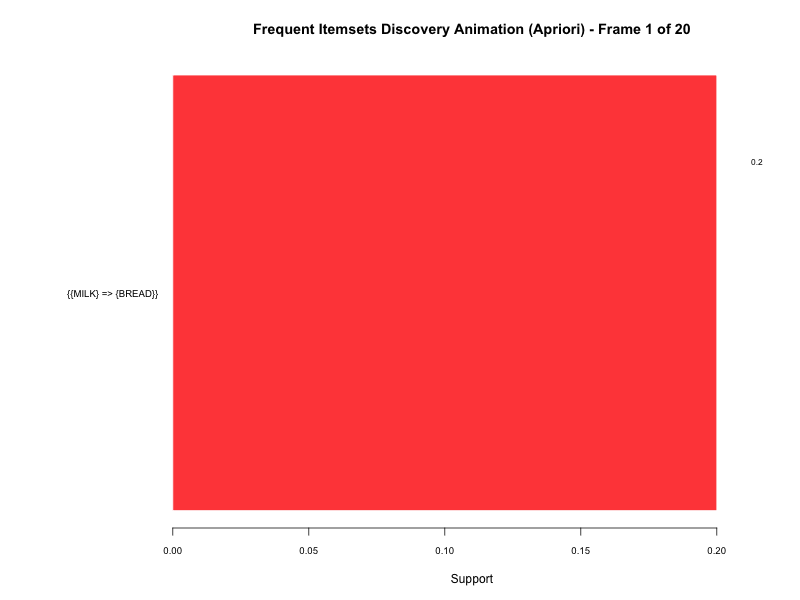 Frequent Itemsets Discovery Animation (Apriori) - Frame 1 of 20
0.2
{{MILK} => {BREAD}}
0.00 0.05 0.10 0.15 0.20
Support